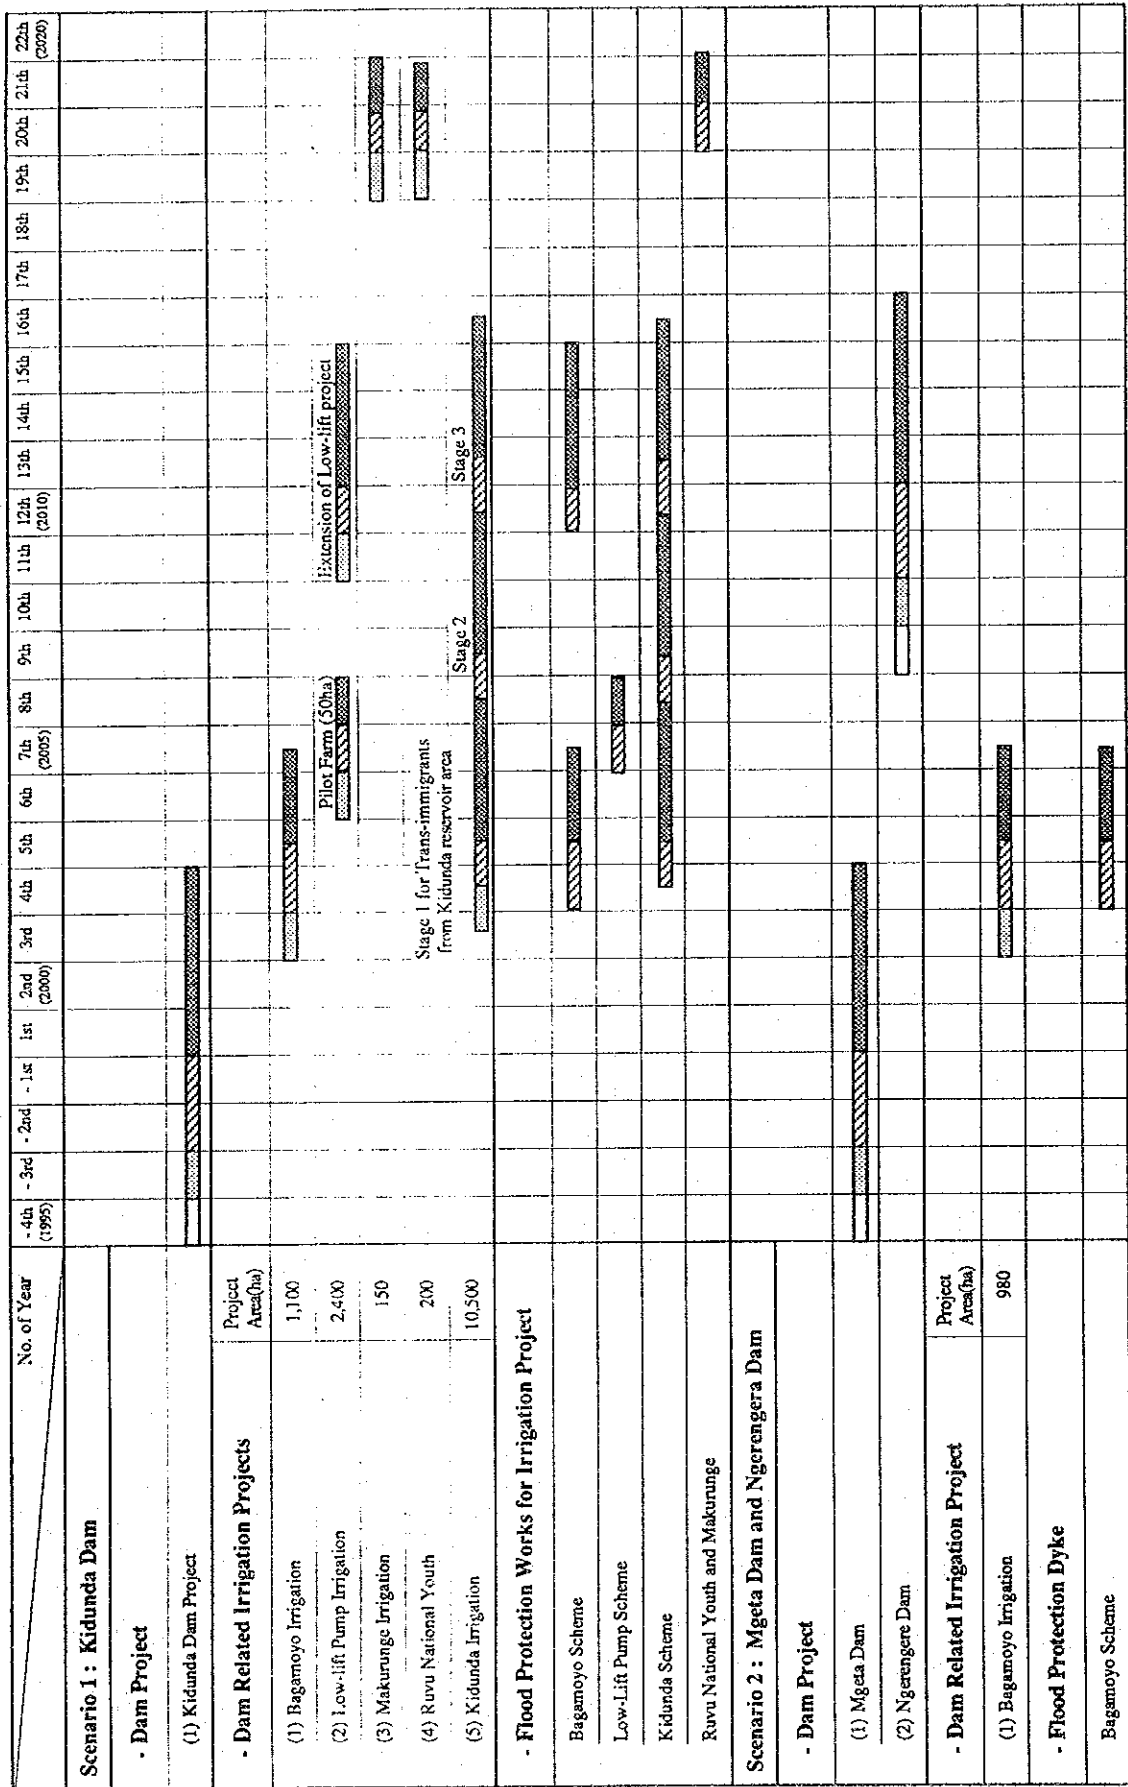 No. of Year - 4th - 3rd - 2nd - 1st 1st 2nd 3rd 4th 5th 6th 7th 8th 9th 10th 11th 12th 13th 14th 15th 16th 17th 18th 19th 20th 21th 22th
(1995) (2000) (2005) (2010) (2020)
Scenario 1 : Kidunda Dam
- Dam Project
(1) Kidunda Dam Project
- Dam Related Irrigation Projects Project
Area(ha)
(1) Bagamoyo Irrigation 1,100
Pilot Farm (50ha) Extension of Low-lift project
(2) Low-lift Pump Irrigation 2,400
(3) Makurunge Irrigation 150
(4) Ruvu National Youth 200
Stage 1 for Trans-immigrants
from Kidunda reservoir area
Stage 2 Stage 3
(5) Kidunda Irrigation 10,500
- Flood Protection Works for Irrigation Project
Bagamoyo Scheme
Low-Lift Pump Scheme
Kidunda Scheme
Ruvu National Youth and Makurunge
Scenario 2 : Mgeta Dam and Ngerengera Dam
- Dam Project
(1) Mgeta Dam
(2) Ngerengere Dam
- Dam Related Irrigation Project Project
Area(ha)
(1) Bagamoyo Irrigation 980
- Flood Protection Dyke
Bagamoyo Scheme